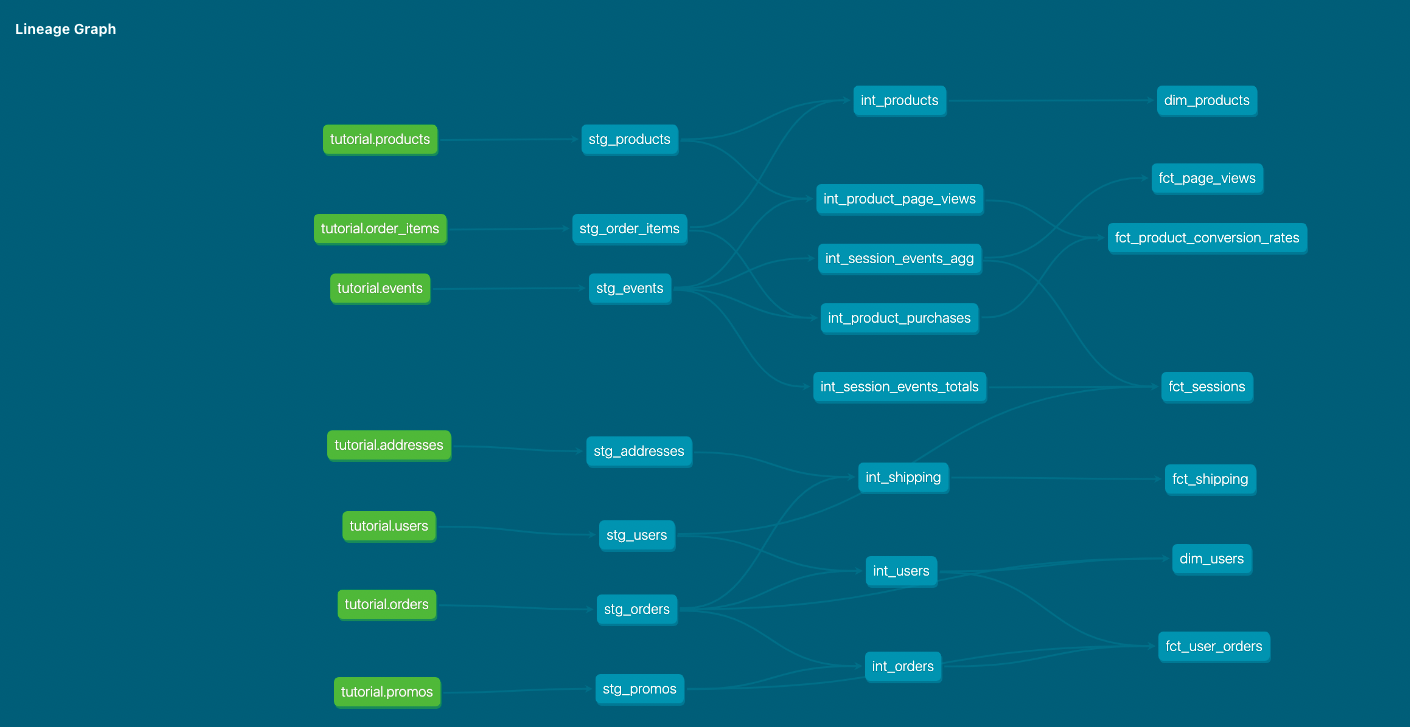 Lineage Graph
int_products
dim_products
tutorial.products
stg_products
fct_page_views
int_product_page_views
tutorial.order_items
stg_order_items
fct_product_conversion_rates
int_session_events_agg
tutorial.events
stg_events
int_product_purchases
int_session_events_totals
fct_sessions
tutorial.addresses
stg_addresses
int_shipping
fct_shipping
tutorial.users
stg_users
dim_users
int_users
tutorial.orders
stg_orders
fct_user_orders
int_orders
tutorial.promos
stg_promos